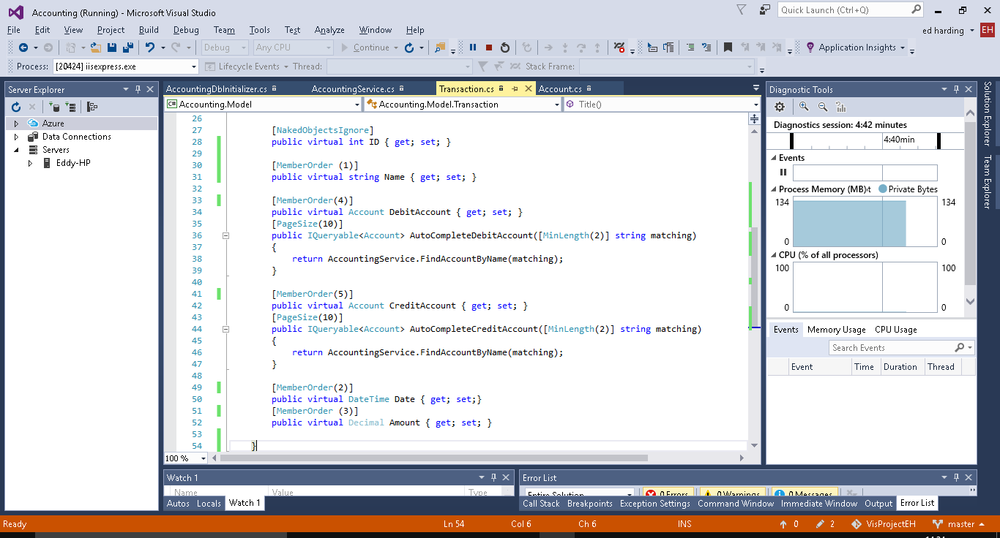 Accounting (Running) - Microsoft Visual Studio
Quick Launch (Ctrl+Q)
File Edit View Project Build Debug Team Tools Test Analyze Window Help
ed harding EH
Debug Any CPU Continue Application Insights
Process: [20424] iisexpress.exe Lifecycle Events Thread: Stack Frame:
Server Explorer
Azure
Data Connections
Servers
Eddy-HP
AccountingDbInitializer.cs AccountingService.cs Transaction.cs Account.cs
C# Accounting.Model Accounting.Model.Transaction Title()
26
27 [NakedObjectsIgnore]
28 public virtual int ID { get; set; }
29
30 [MemberOrder (1)]
31 public virtual string Name { get; set; }
32
33 [MemberOrder(4)]
34 public virtual Account DebitAccount { get; set; }
35 [PageSize(10)]
36 public IQueryable<Account> AutoCompleteDebitAccount([MinLength(2)] string matching)
37 {
38 return AccountingService.FindAccountByName(matching);
39 }
40
41 [MemberOrder(5)]
42 public virtual Account CreditAccount { get; set; }
43 [PageSize(10)]
44 public IQueryable<Account> AutoCompleteCreditAccount([MinLength(2)] string matching)
45 {
46 return AccountingService.FindAccountByName(matching);
47 }
48
49 [MemberOrder(2)]
50 public virtual DateTime Date { get; set;}
51 [MemberOrder (3)]
52 public virtual Decimal Amount { get; set; }
53
54 }
100 %
Diagnostic Tools
Diagnostics session: 4:42 minutes
4:40min
Events
Process Memory (MB)t Private Bytes
134 134
0 0
CPU (% of all processors)
100 100
0 0
Events Memory Usage CPU Usage
Search Events
Event Time Duration Thread
Solution Explorer
Team Explorer
Watch 1
Name Value Type
Autos Locals Watch 1
Error List
Entire Solution 0 Errors 0 Warnings 0 Messages
Call Stack Breakpoints Exception Settings Command Window Immediate Window Output Error List
Ready Ln 54 Col 6 Ch 6 INS 0 2 VisProjectEH master